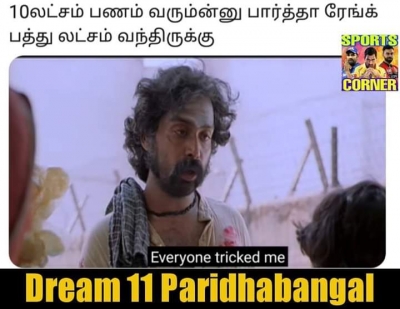 10லட்சம் பணம் வரும்ன்னு பார்த்தா ரேங்க்
பத்து லட்சம் வந்திருக்கு
SPORTS
CORNER
Everyone tricked me
Dream 11 Paridhabangal